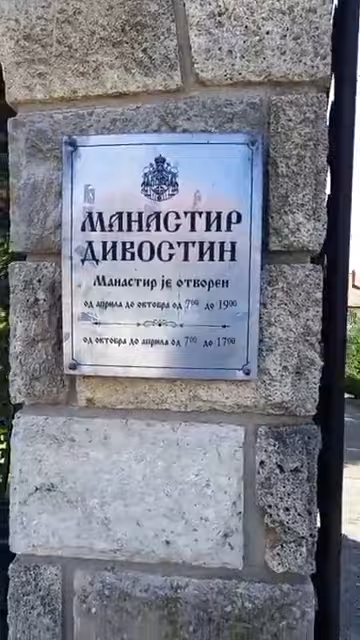 МАНАСТИР
ДИВОСТИН
Манастир је отворен
од априла до октобра од 7⁰⁰ до 19⁰⁰
од октобра до априла од 7⁰⁰ до 17⁰⁰